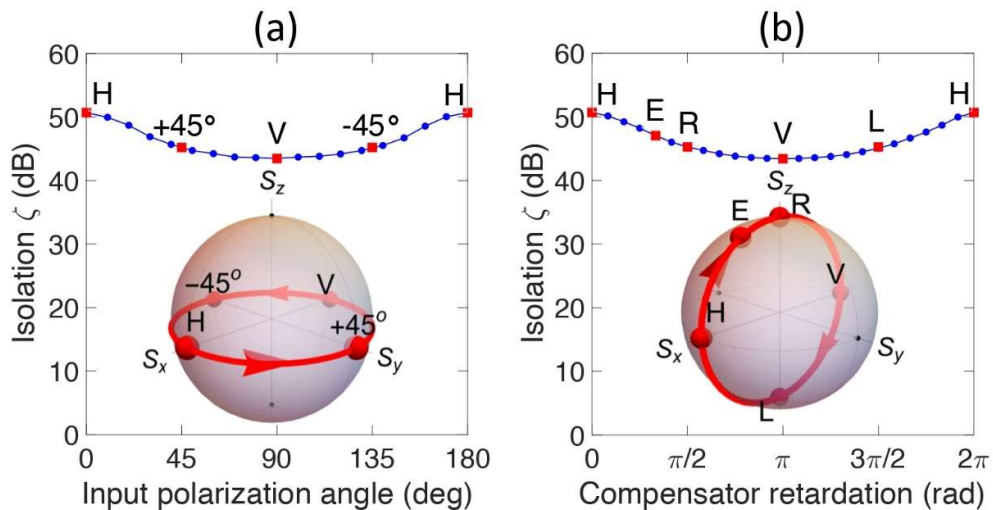 (a)
60
50
40
30
20
10
0
Isolation ζ (dB)
H
+45°
V
-45°
H
S_z
−45^o
V
H
+45^o
S_x
S_y
0
45
90
135
180
Input polarization angle (deg)
(b)
60
50
40
30
20
10
0
Isolation ζ (dB)
H
E
R
V
L
H
S_z
E
R
V
H
S_x
S_y
L
0
π/2
π
3π/2
2π
Compensator retardation (rad)